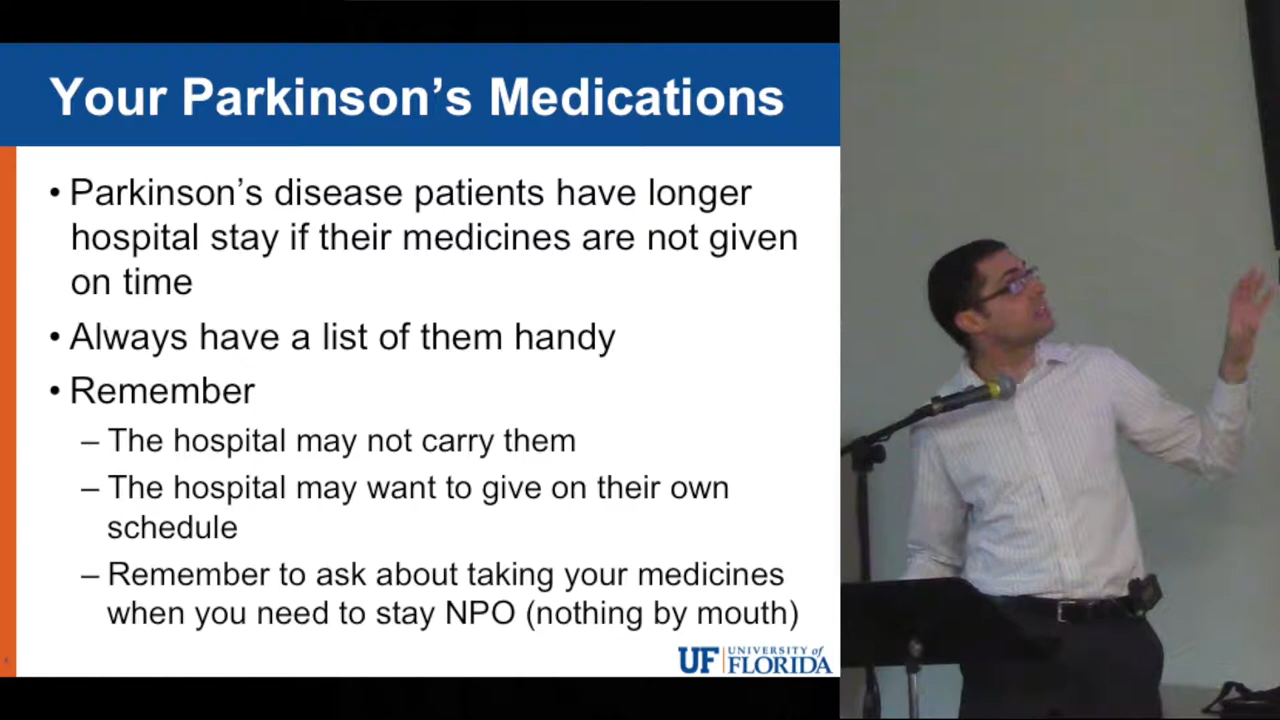 Your Parkinson’s Medications
• Parkinson’s disease patients have longer
hospital stay if their medicines are not given
on time
• Always have a list of them handy
• Remember
– The hospital may not carry them
– The hospital may want to give on their own
schedule
– Remember to ask about taking your medicines
when you need to stay NPO (nothing by mouth)
UF | UNIVERSITY of
FLORIDA